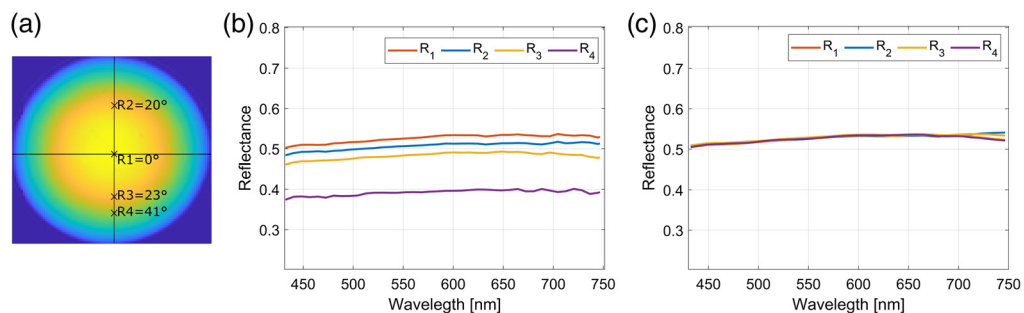 (a)
R2=20°
R1=0°
R3=23°
R4=41°
(b)
R1 R2 R3 R4
0.8
0.7
0.6
0.5
0.4
0.3
Reflectance
450 500 550 600 650 700 750
Wavelegth [nm]
(c)
R1 R2 R3 R4
0.8
0.7
0.6
0.5
0.4
0.3
Reflectance
450 500 550 600 650 700 750
Wavelegth [nm]